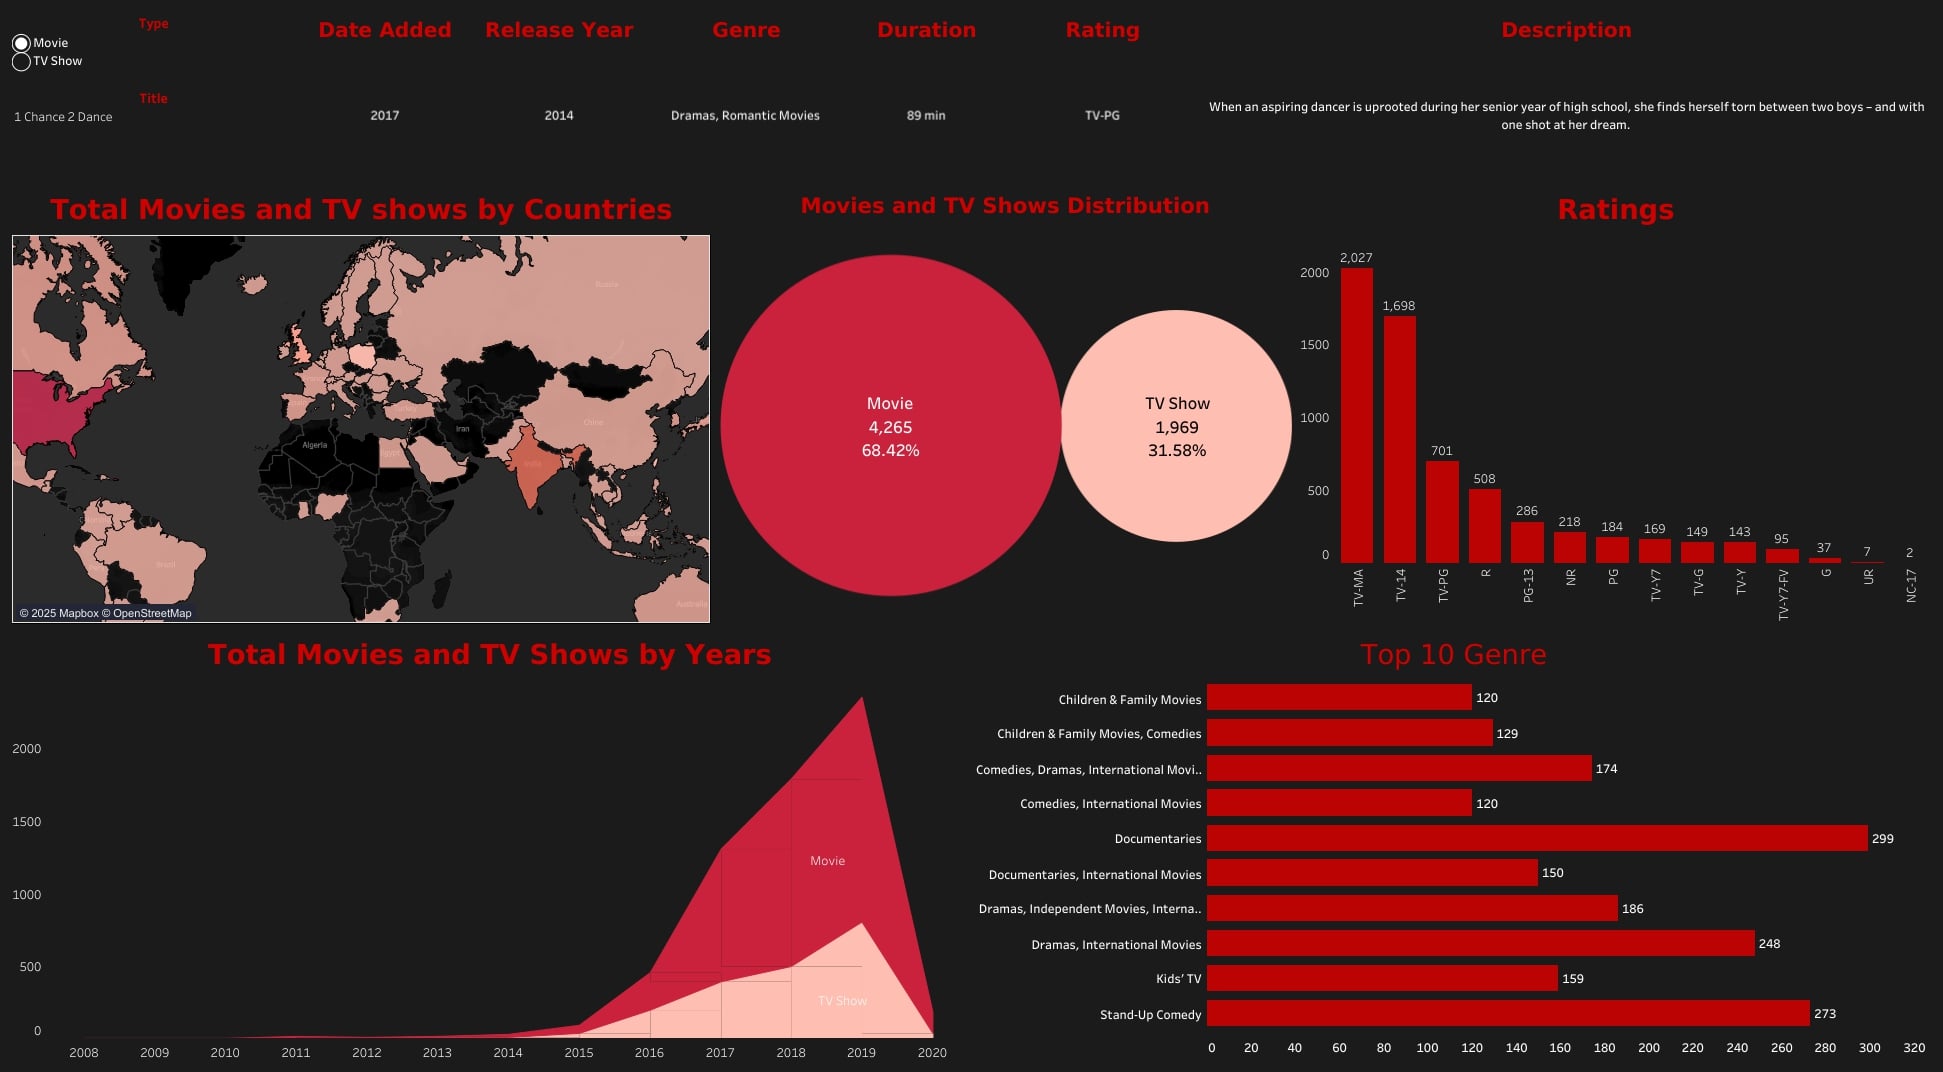 Type
Movie
TV Show
Date Added
Release Year
Genre
Duration
Rating
Description
Title
1 Chance 2 Dance
2017
2014
Dramas, Romantic Movies
89 min
TV-PG
When an aspiring dancer is uprooted during her senior year of high school, she finds herself torn between two boys – and with
one shot at her dream.
Total Movies and TV shows by Countries
Russia
France
Turkey
China
Iran
Algeria
Egypt
India
Brazil
Australia
© 2025 Mapbox © OpenStreetMap
Movies and TV Shows Distribution
Movie
4,265
68.42%
TV Show
1,969
31.58%
Ratings
2000
1500
1000
500
0
2,027
1,698
701
508
286
218
184
169
149
143
95
37
7
2
TV-MA
TV-14
TV-PG
R
PG-13
NR
PG
TV-Y7
TV-G
TV-Y
TV-Y7-FV
G
UR
NC-17
Total Movies and TV Shows by Years
2000
1500
1000
500
0
Movie
TV Show
2008
2009
2010
2011
2012
2013
2014
2015
2016
2017
2018
2019
2020
Top 10 Genre
Children & Family Movies 120
Children & Family Movies, Comedies 129
Comedies, Dramas, International Movi.. 174
Comedies, International Movies 120
Documentaries 299
Documentaries, International Movies 150
Dramas, Independent Movies, Interna.. 186
Dramas, International Movies 248
Kids’ TV 159
Stand-Up Comedy 273
0 20 40 60 80 100 120 140 160 180 200 220 240 260 280 300 320